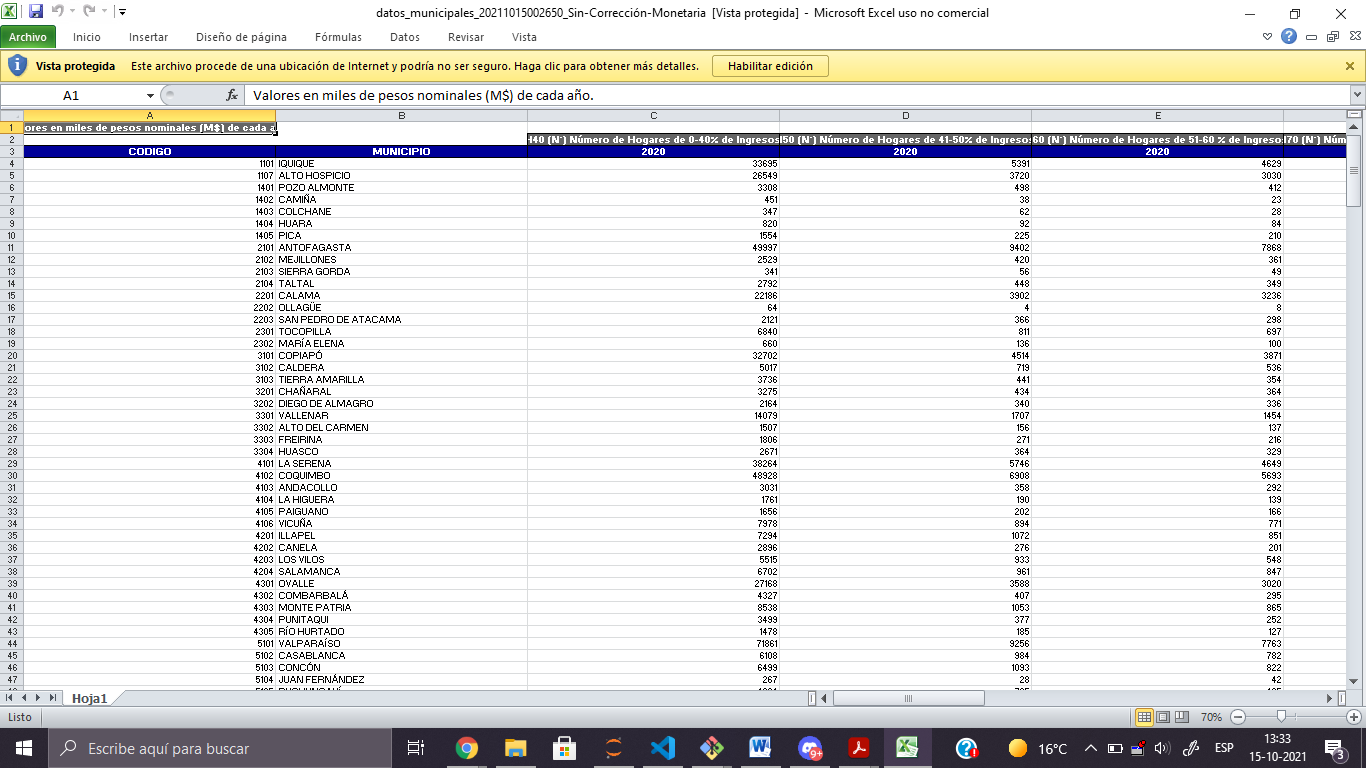 datos_municipales_20211015002650_Sin-Corrección-Monetaria [Vista protegida] - Microsoft Excel uso no comercial
Archivo Inicio Insertar Diseño de página Fórmulas Datos Revisar Vista
Vista protegida Este archivo procede de una ubicación de Internet y podría no ser seguro. Haga clic para obtener más detalles. Habilitar edición
A1 fx Valores en miles de pesos nominales (M$) de cada año.
A B C D E
1 ores en miles de pesos nominales (M$) de cada a
2 (N°) Número de Hogares de 0-40% Ingresos (N°) Número de Hogares de 41-50% Ingresos 60 (N°) Número de Hogares de 51-60 % de Ingreso
3 CODIGO MUNICIPIO 2020 2020 2020
4 1101 IQUIQUE 33695 5391 4629
5 1107 ALTO HOSPICIO 26549 3720 3030
6 1401 POZO ALMONTE 3308 498 412
7 1402 CAMIÑA 451 38 23
8 1403 COLCHANE 347 62 28
9 1404 HUARA 820 92 84
10 1405 PICA 1554 225 210
11 2101 ANTOFAGASTA 49997 9402 7868
12 2102 MEJILLONES 2529 420 361
13 2103 SIERRA GORDA 341 56 49
14 2104 TALTAL 2792 448 349
15 2201 CALAMA 22186 3902 3236
16 2202 OLLAGÜE 64 4 8
17 2203 SAN PEDRO DE ATACAMA 2121 366 298
18 2301 TOCOPILLA 6840 811 697
19 2302 MARÍA ELENA 660 136 100
20 3101 COPIAPÓ 32702 4514 3871
21 3102 CALDERA 5017 719 536
22 3103 TIERRA AMARILLA 3736 441 354
23 3201 CHAÑARAL 3275 434 364
24 3202 DIEGO DE ALMAGRO 2164 340 336
25 3301 VALLENAR 14079 1707 1454
26 3302 ALTO DEL CARMEN 1507 156 137
27 3303 FREIRINA 1806 271 216
28 3304 HUASCO 2671 364 329
29 4101 LA SERENA 38264 5746 4649
30 4102 COQUIMBO 48928 6908 5693
31 4103 ANDACOLLO 3031 358 292
32 4104 LA HIGUERA 1761 190 139
33 4105 PAIGUANO 1656 202 166
34 4106 VICUÑA 7978 894 771
35 4201 ILLAPEL 7294 1072 851
36 4202 CANELA 2896 276 201
37 4203 LOS VILOS 5515 933 548
38 4204 SALAMANCA 6702 961 847
39 4301 OVALLE 27168 3588 3020
40 4302 COMBARBALÁ 4327 407 295
41 4303 MONTE PATRIA 8538 1053 865
42 4304 PUNITAQUI 3499 377 252
43 4305 RÍO HURTADO 1478 185 127
44 5101 VALPARAÍSO 71861 9256 7763
45 5102 CASABLANCA 6108 984 782
46 5103 CONCÓN 6499 1093 822
47 5104 JUAN FERNÁNDEZ 267 28 42
Hoja1
Listo 70%
Escribe aquí para buscar 9+ 16°C ESP 13:33
15-10-2021 3